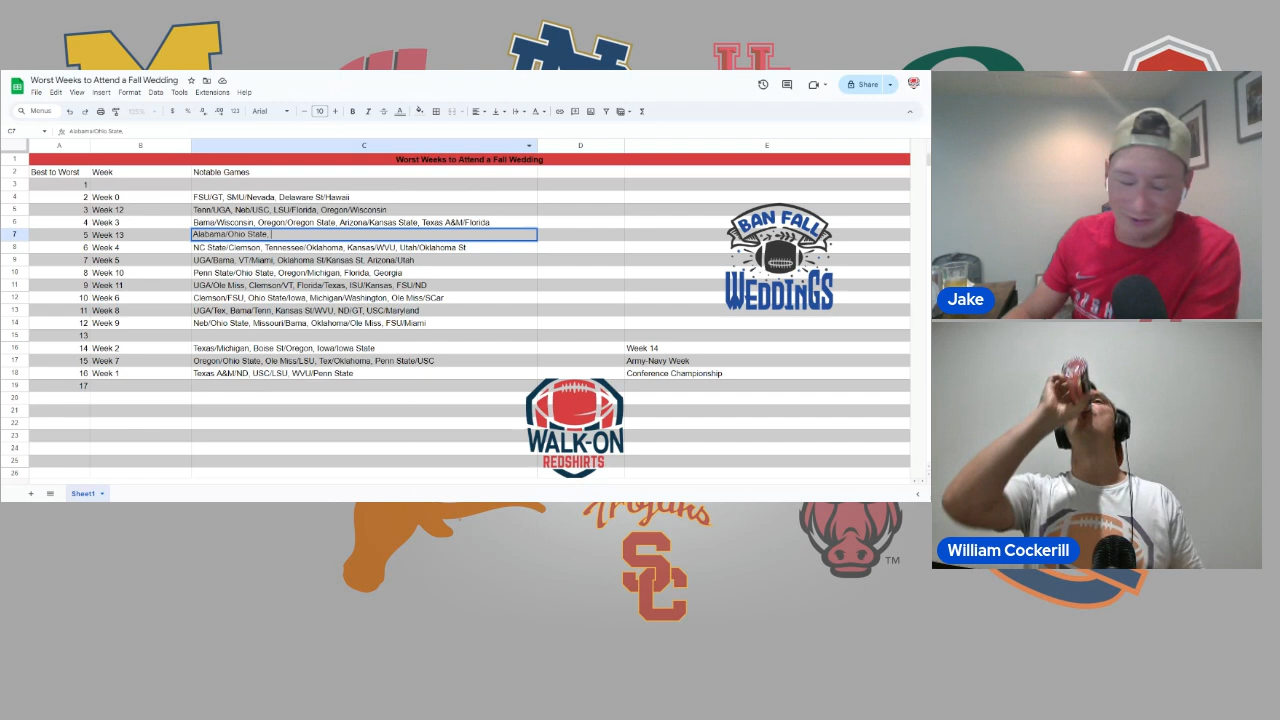 Worst Weeks to Attend a Fall Wedding
File Edit View Insert Format Data Tools Extensions Help
Share
Menus
125%
$ % .0 .00 123
Arial
10
C7
Alabama/Ohio State,
A B C D E
1 Worst Weeks to Attend a Fall Wedding
2 Best to Worst Week Notable Games
3 1
4 2 Week 0 FSU/GT, SMU/Nevada, Delaware St/Hawaii
5 3 Week 12 Tenn/UGA, Neb/USC, LSU/Florida, Oregon/Wisconsin
6 4 Week 3 Bama/Wisconsin, Oregon/Oregon State, Arizona/Kansas State, Texas A&M/Florida
7 5 Week 13 Alabama/Ohio State,
8 6 Week 4 NC State/Clemson, Tennessee/Oklahoma, Kansas/WVU, Utah/Oklahoma St
9 7 Week 5 UGA/Bama, VT/Miami, Oklahoma St/Kansas St, Arizona/Utah
10 8 Week 10 Penn State/Ohio State, Oregon/Michigan, Florida, Georgia
11 9 Week 11 UGA/Ole Miss, Clemson/VT, Florida/Texas, ISU/Kansas, FSU/ND
12 10 Week 6 Clemson/FSU, Ohio State/Iowa, Michigan/Washington, Ole Miss/SCar
13 11 Week 8 UGA/Tex, Bama/Tenn, Kansas St/WVU, ND/GT, USC/Maryland
14 12 Week 9 Neb/Ohio State, Missouri/Bama, Oklahoma/Ole Miss, FSU/Miami
15 13
16 14 Week 2 Texas/Michigan, Boise St/Oregon, Iowa/Iowa State Week 14
17 15 Week 7 Oregon/Ohio State, Ole Miss/LSU, Tex/Oklahoma, Penn State/USC Army-Navy Week
18 16 Week 1 Texas A&M/ND, USC/LSU, WVU/Penn State Conference Championship
19 17
20
21
22
23
24
25
26
BAN FALL
WEDDINGS
WALK-ON
REDSHIRTS
Sheet1
Jake
William Cockerill
Trojans
SC
TM